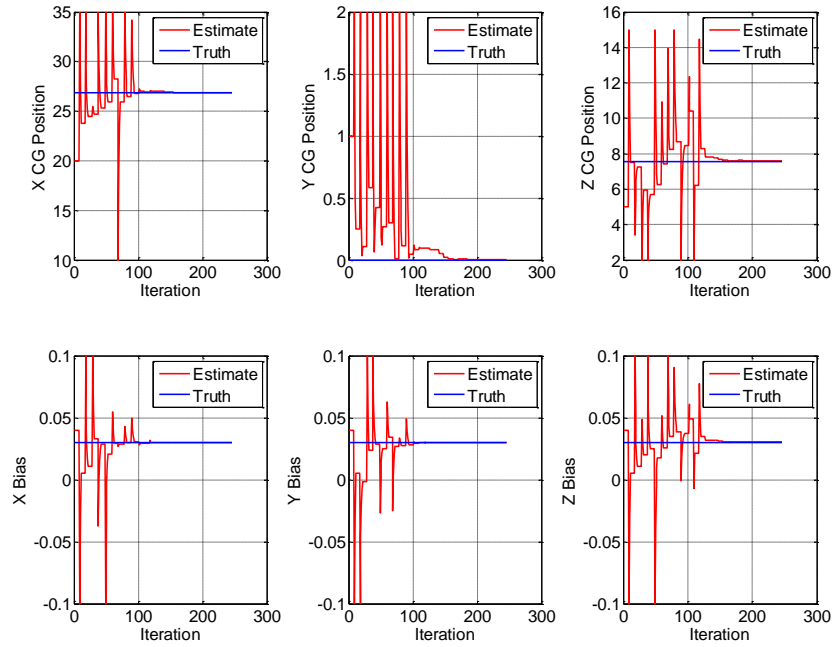 35
30
25
20
15
10
X CG Position
0
100
200
300
Iteration
Estimate
Truth
2
1.5
1
0.5
0
Y CG Position
0
100
200
300
Iteration
Estimate
Truth
16
14
12
10
8
6
4
2
Z CG Position
0
100
200
300
Iteration
Estimate
Truth
0.1
0.05
0
-0.05
-0.1
X Bias
0
100
200
300
Iteration
Estimate
Truth
0.1
0.05
0
-0.05
-0.1
Y Bias
0
100
200
300
Iteration
Estimate
Truth
0.1
0.05
0
-0.05
-0.1
Z Bias
0
100
200
300
Iteration
Estimate
Truth